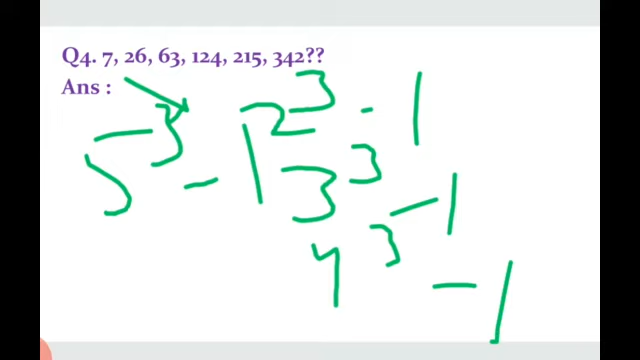 Q4. 7, 26, 63, 124, 215, 342??
Ans :
2³ - 1
5³ - 1
3³ - 1
4³ - 1